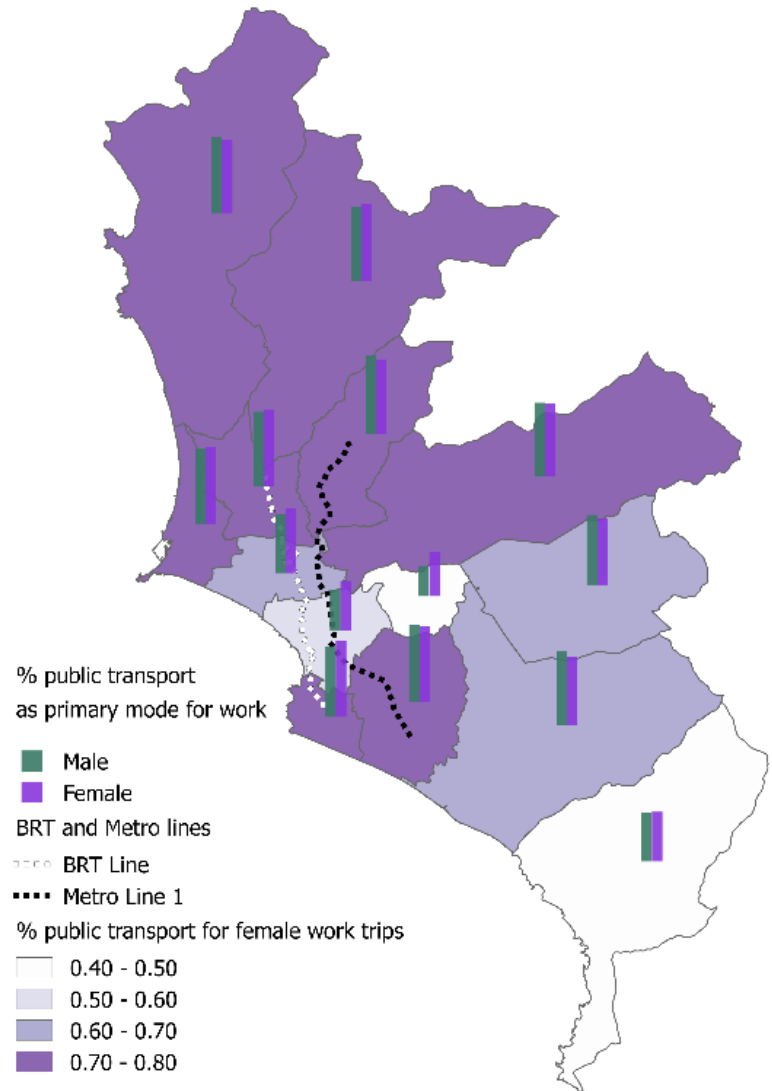 % public transport
as primary mode for work
Male
Female
BRT and Metro lines
BRT Line
Metro Line 1
% public transport for female work trips
0.40 - 0.50
0.50 - 0.60
0.60 - 0.70
0.70 - 0.80